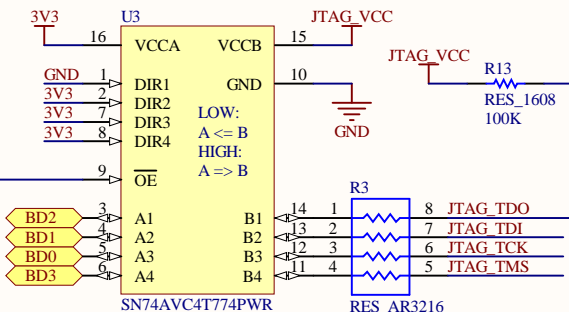 3V3
U3
JTAG_VCC
16
VCCA
VCCB
15
JTAG_VCC
GND
1
DIR1
GND
10
R13
3V3
2
DIR2
RES_1608
3V3
7
DIR3
LOW:
100K
3V3
8
DIR4
A <= B
GND
HIGH:
A => B
9
OE
R3
BD2
3
A1
B1
14
1
8
JTAG_TDO
BD1
4
A2
B2
13
2
7
JTAG_TDI
BD0
5
A3
B3
12
3
6
JTAG_TCK
BD3
6
A4
B4
11
4
5
JTAG_TMS
SN74AVC4T774PWR
RES_AR3216